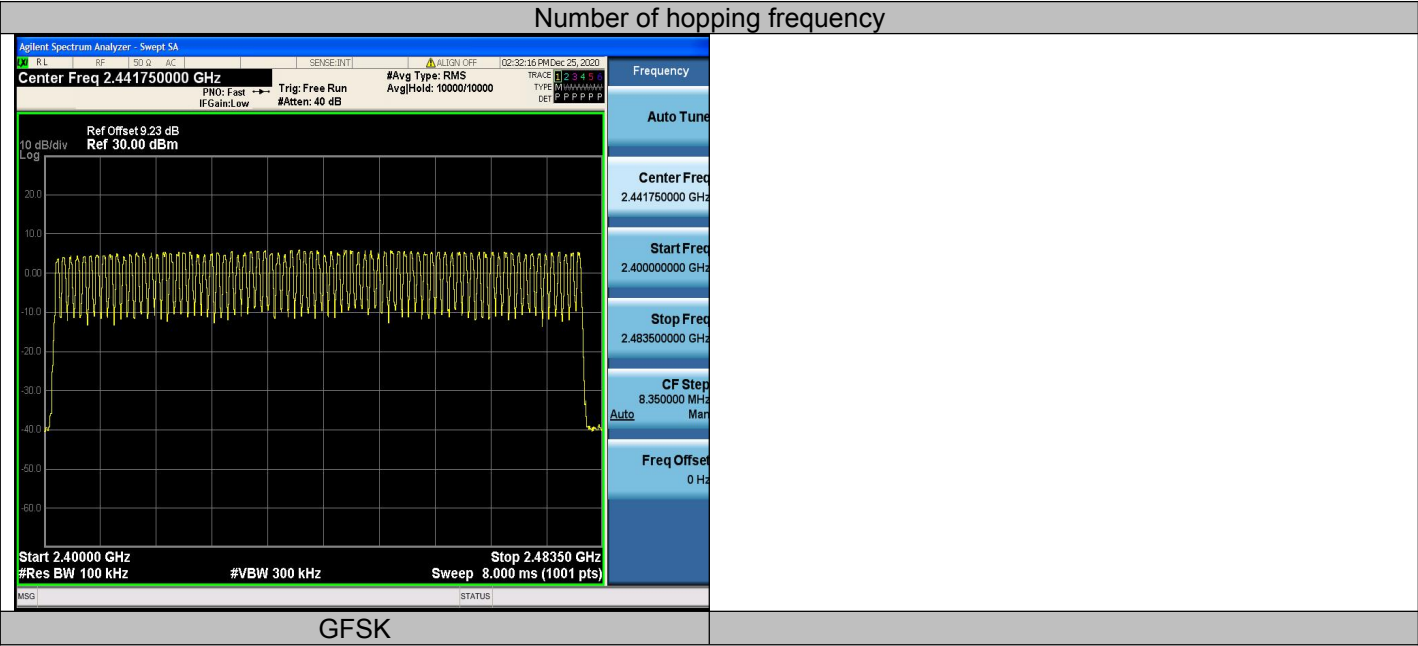 Number of hopping frequency
Agilent Spectrum Analyzer - Swept SA
LXI RL RF 50 Ω AC SENSE:INT ALIGN OFF 02:32:16 PM Dec 25, 2020
Center Freq 2.441750000 GHz
#Avg Type: RMS
TRACE 1 2 3 4 5 6
PNO: Fast
Trig: Free Run
Avg|Hold: 10000/10000
TYPE M
IFGain:Low
#Atten: 40 dB
DET P P P P P P
Ref Offset 9.23 dB
10 dB/div Ref 30.00 dBm
Log
20.0
10.0
0.00
-10.0
-20.0
-30.0
-40.0
-50.0
-60.0
Start 2.40000 GHz Stop 2.48350 GHz
#Res BW 100 kHz #VBW 300 kHz Sweep 8.000 ms (1001 pts)
MSG STATUS
Frequency
Auto Tune
Center Freq
2.441750000 GHz
Start Freq
2.400000000 GHz
Stop Freq
2.483500000 GHz
CF Step
8.350000 MHz
Auto Man
Freq Offset
0 Hz
GFSK